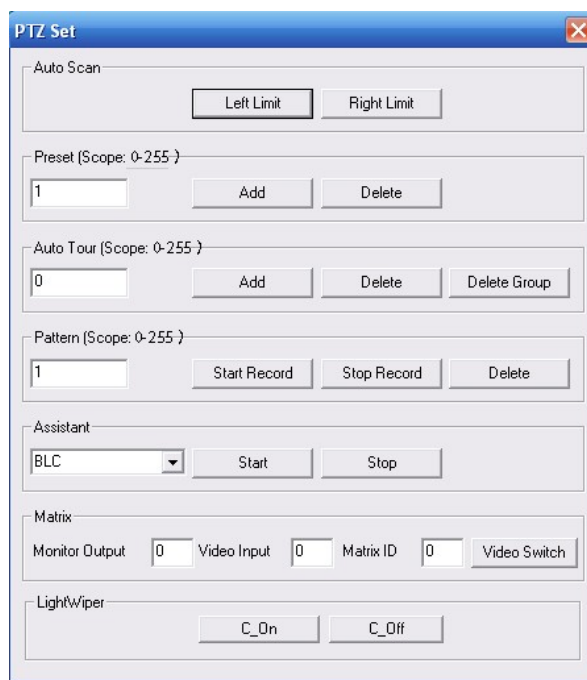 PTZ Set
Auto Scan
Left Limit Right Limit
Preset (Scope: 0-255 )
1 Add Delete
Auto Tour (Scope: 0-255 )
0 Add Delete Delete Group
Pattern (Scope: 0-255 )
1 Start Record Stop Record Delete
Assistant
BLC Start Stop
Matrix
Monitor Output 0 Video Input 0 Matrix ID 0 Video Switch
LightWiper
C_On C_Off